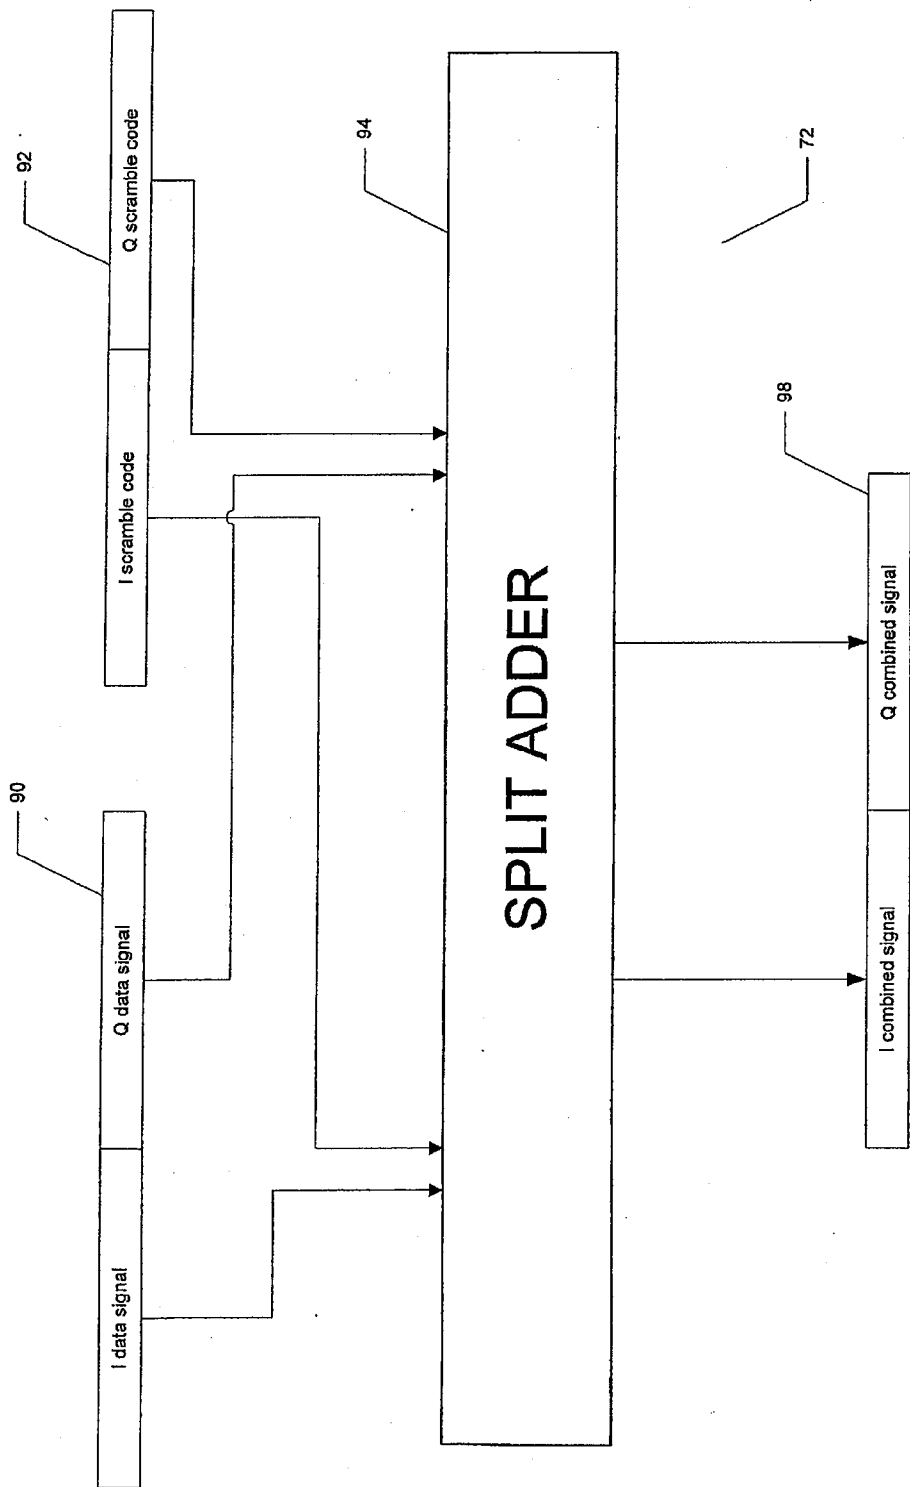 90
92
I data signal
Q data signal
I scramble code
Q scramble code
94
SPLIT ADDER
72
98
I combined signal
Q combined signal